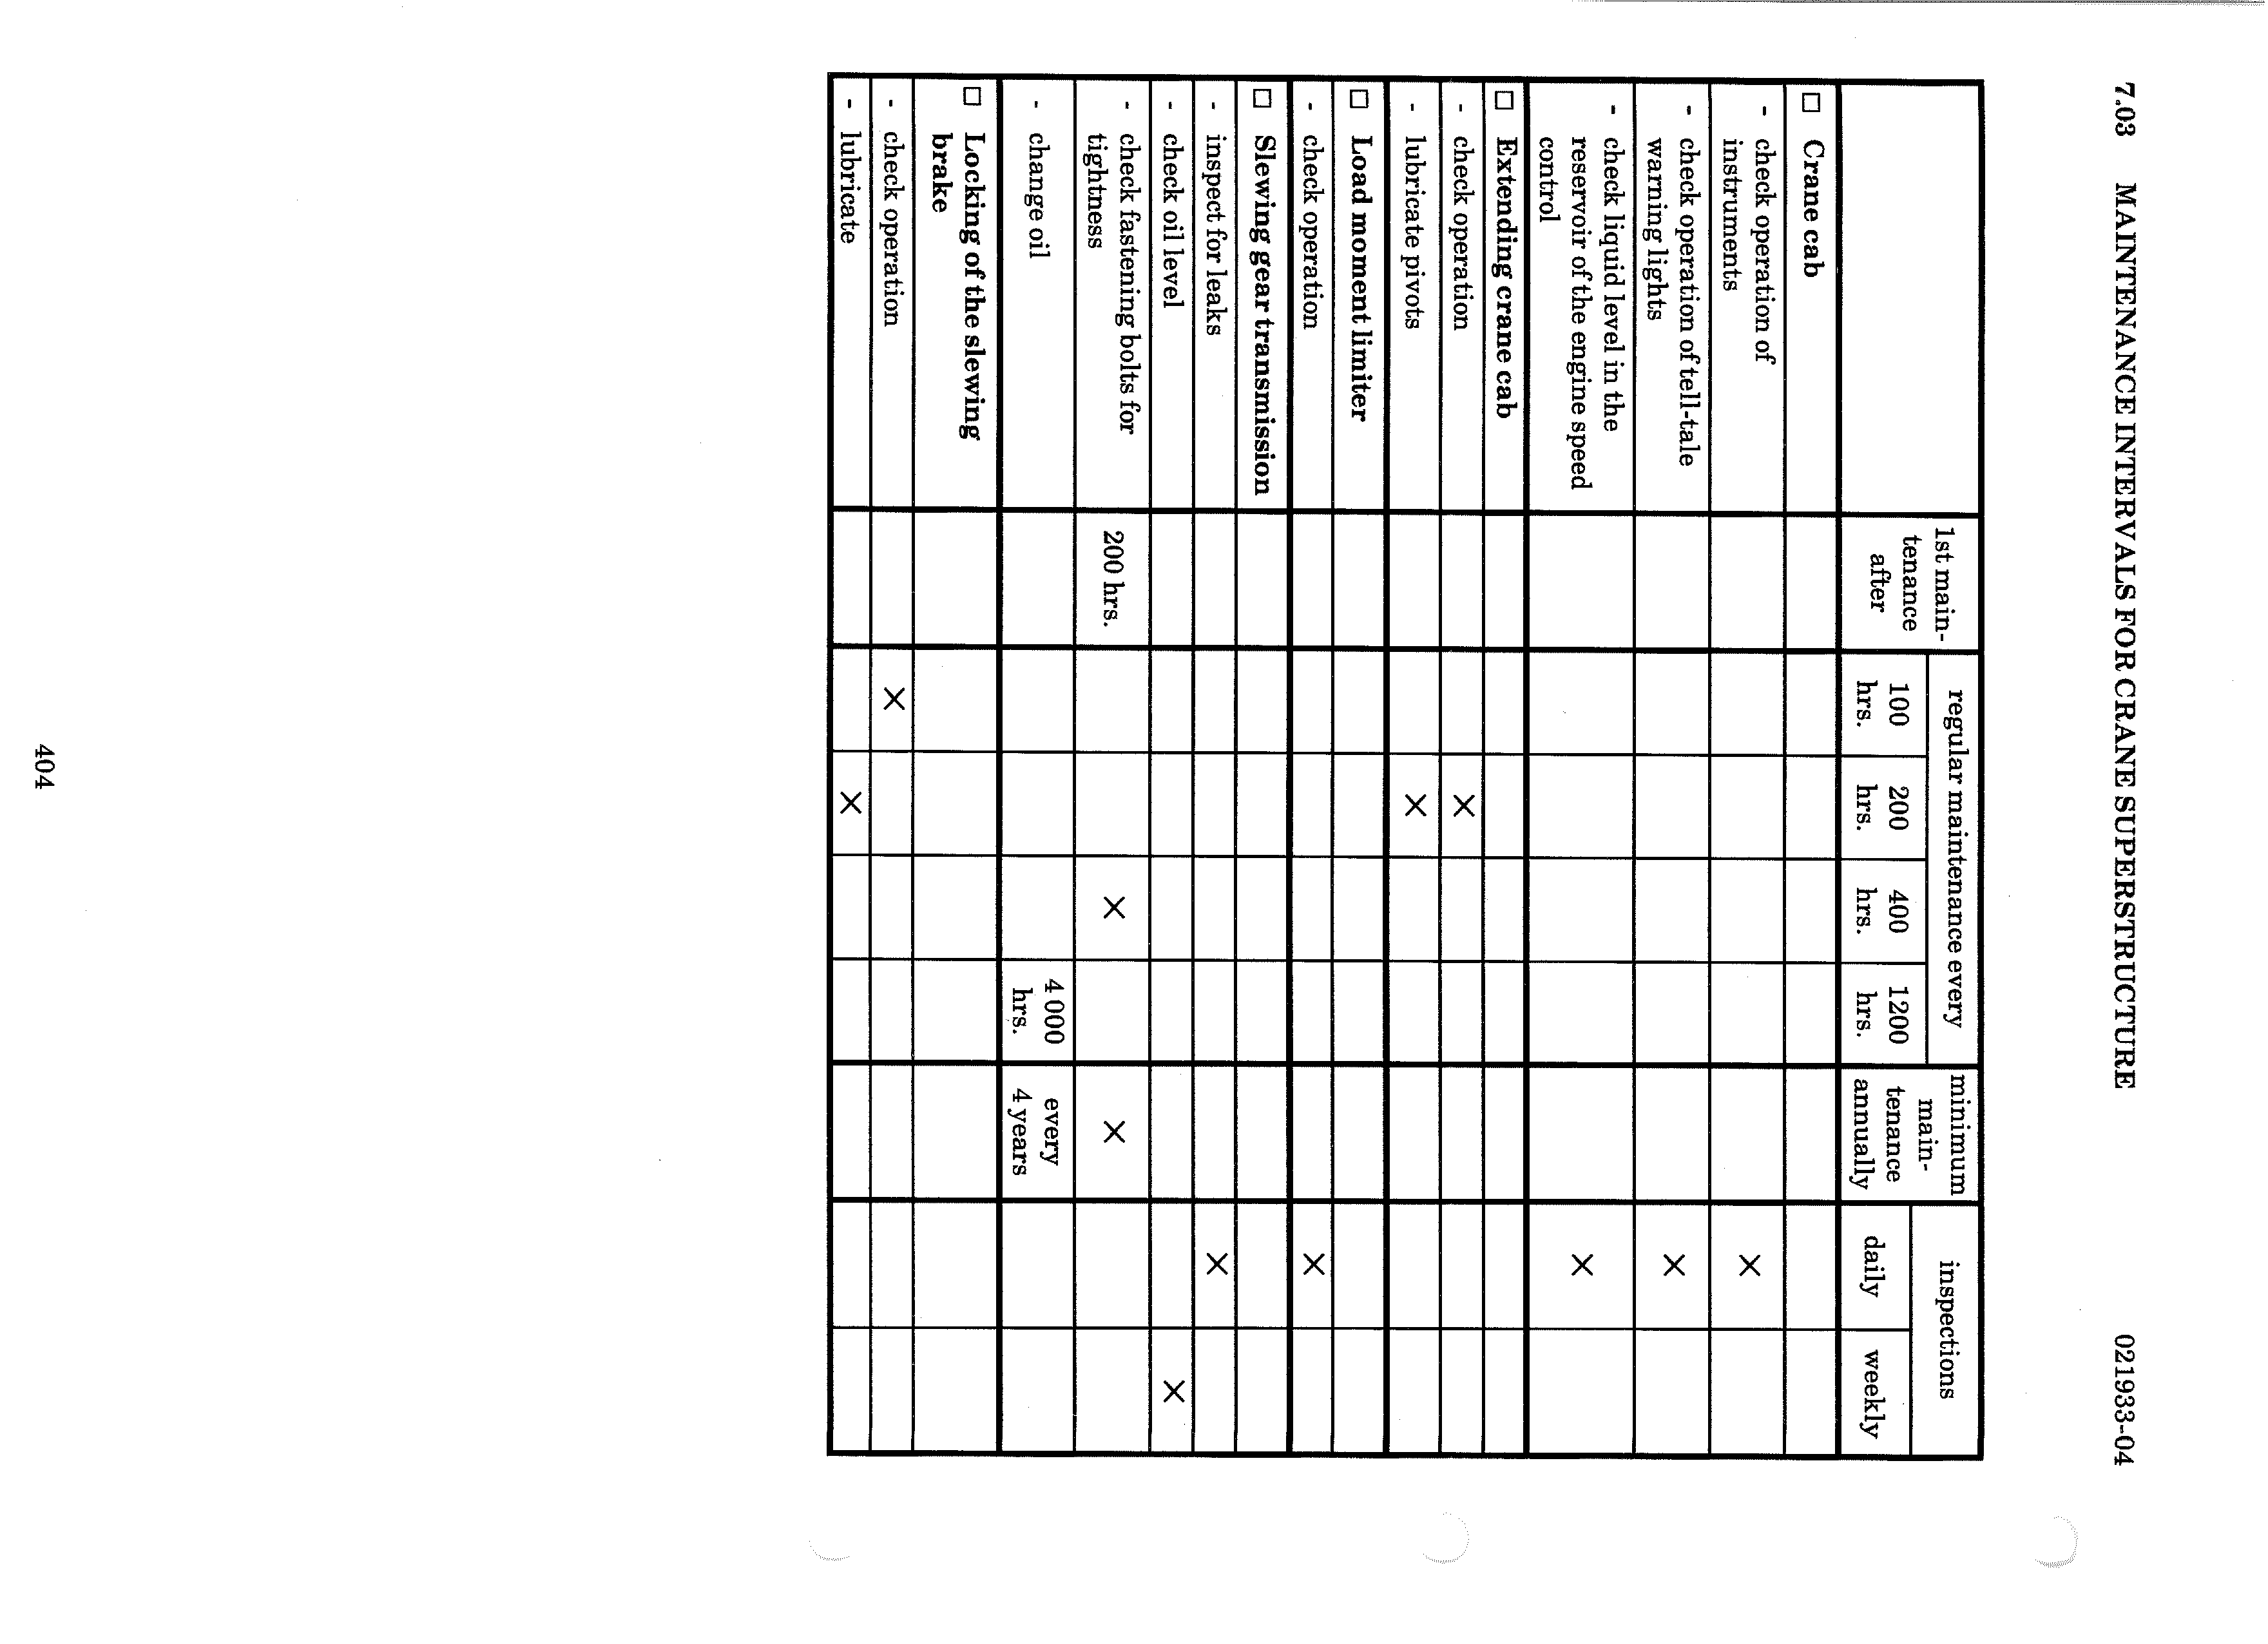 7.03 MAINTENANCE INTERVALS FOR CRANE SUPERSTRUCTURE 021933-04
1st main-
tenance
after
regular maintenance every
100
hrs.
200
hrs.
400
hrs.
1200
hrs.
minimum
main-
tenance
annually
inspections
daily
weekly
□ Crane cab
- check operation of
instruments
×
- check operation of tell-tale
warning lights
×
- check liquid level in the
reservoir of the engine speed
control
×
□ Extending crane cab
- check operation ×
- lubricate pivots ×
□ Load moment limiter
- check operation ×
□ Slewing gear transmission
- inspect for leaks ×
- check oil level ×
- check fastening bolts for
tightness
200 hrs. × ×
- change oil
4 000
hrs.
every
4 years
□ Locking of the slewing
brake
- check operation ×
- lubricate ×
404